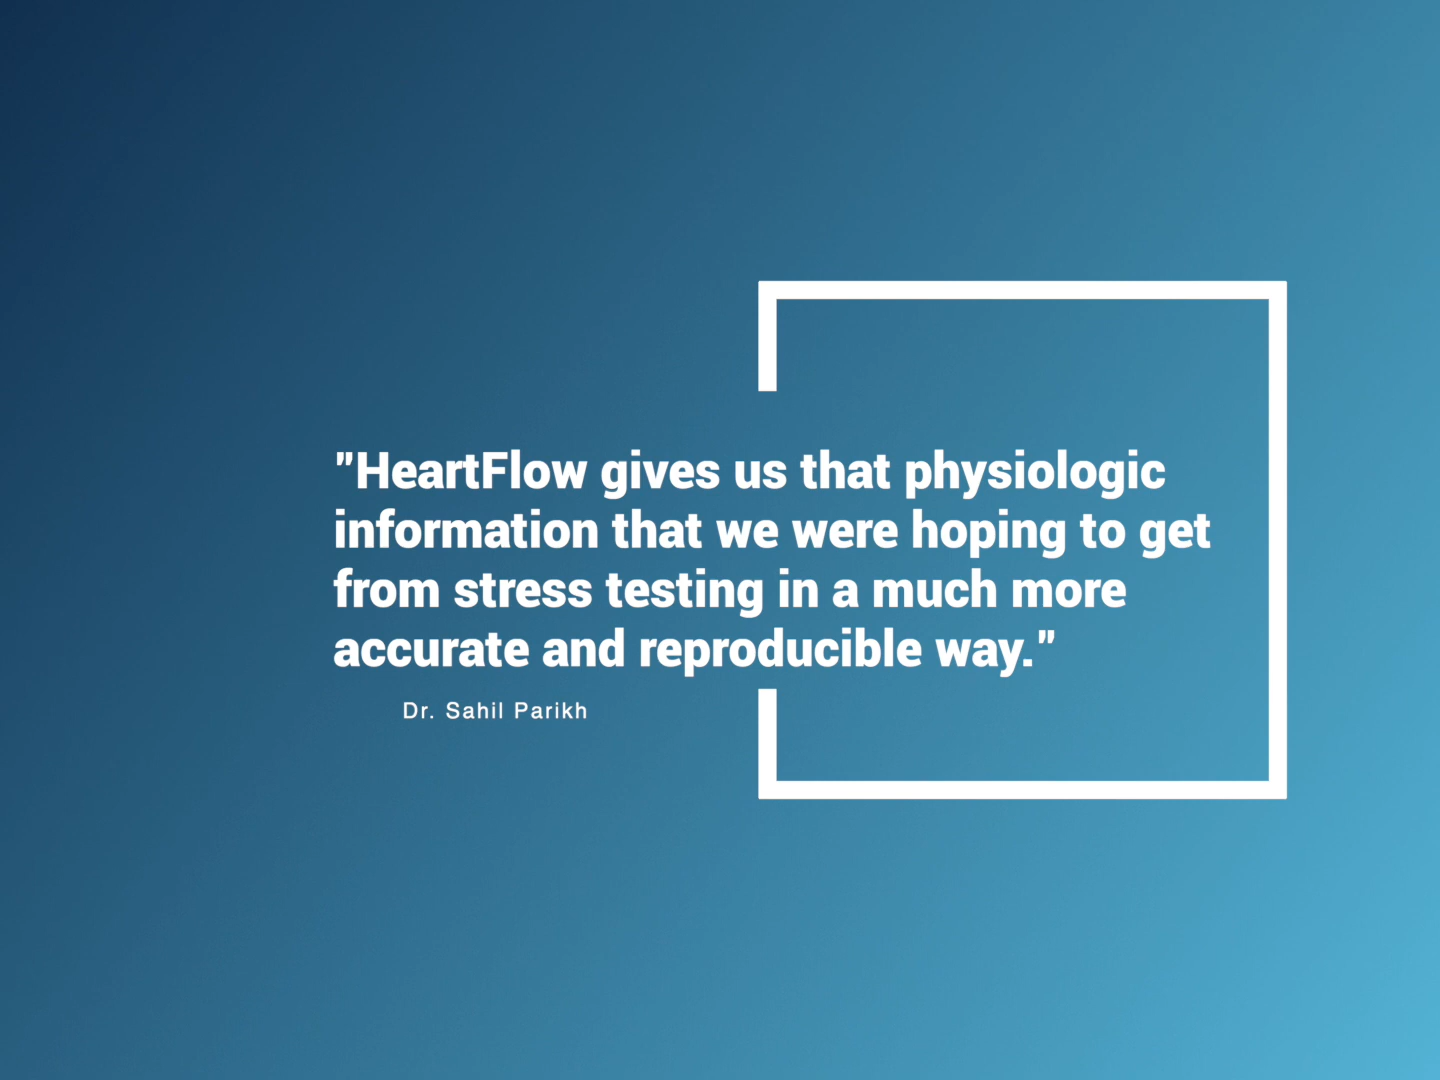 "HeartFlow gives us that physiologic
information that we were hoping to get
from stress testing in a much more
accurate and reproducible way."
Dr. Sahil Parikh